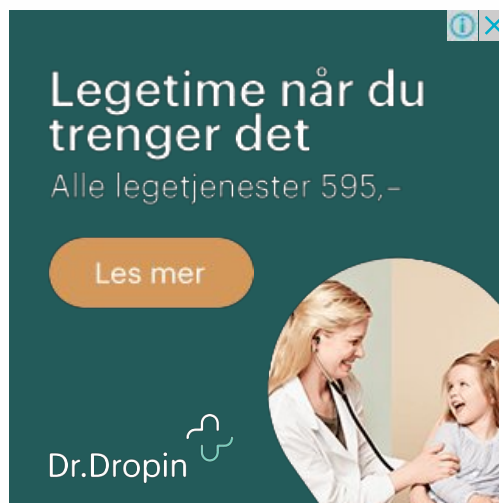 Legetime når du
trenger det
Alle legetjenester 595,–
Les mer
Dr.Dropin